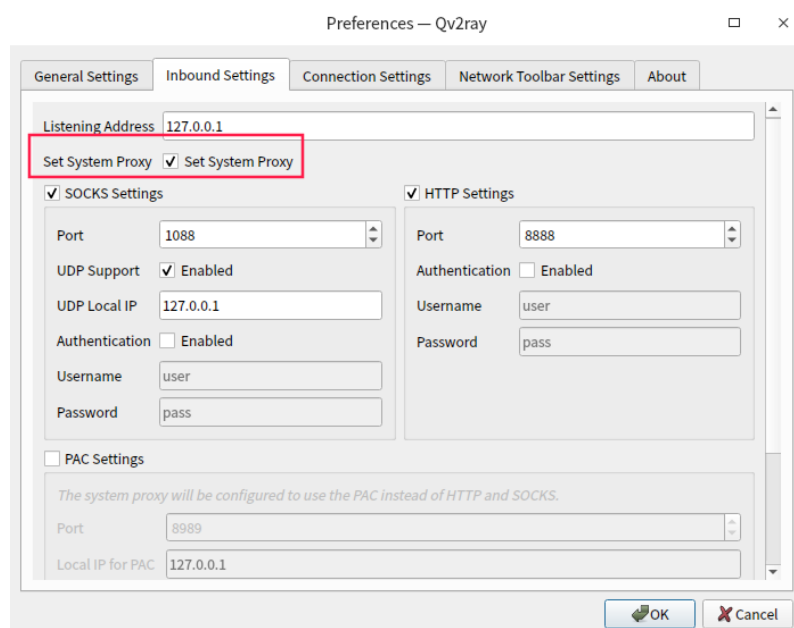 Preferences — Qv2ray
General Settings
Inbound Settings
Connection Settings
Network Toolbar Settings
About
Listening Address 127.0.0.1
Set System Proxy Set System Proxy
SOCKS Settings
Port 1088
UDP Support Enabled
UDP Local IP 127.0.0.1
Authentication Enabled
Username user
Password pass
HTTP Settings
Port 8888
Authentication Enabled
Username user
Password pass
PAC Settings
The system proxy will be configured to use the PAC instead of HTTP and SOCKS.
Port 8989
Local IP for PAC 127.0.0.1
OK
Cancel